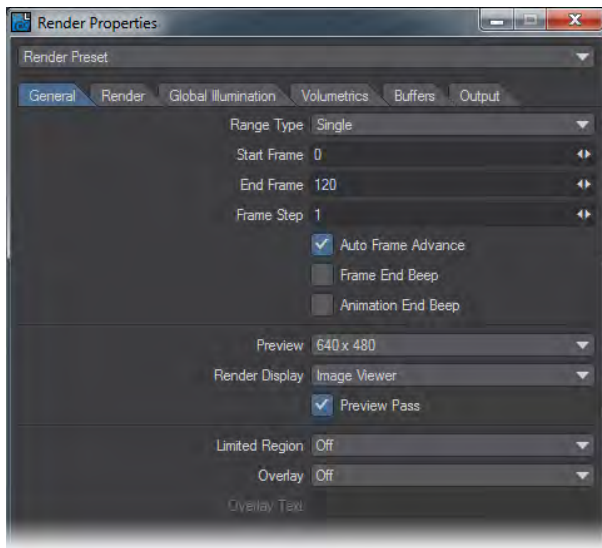 Render Properties
Render Preset
General Render Global Illumination Volumetrics Buffers Output
Range Type Single
Start Frame 0
End Frame 120
Frame Step 1
Auto Frame Advance
Frame End Beep
Animation End Beep
Preview 640 x 480
Render Display Image Viewer
Preview Pass
Limited Region Off
Overlay Off
Overlay Text